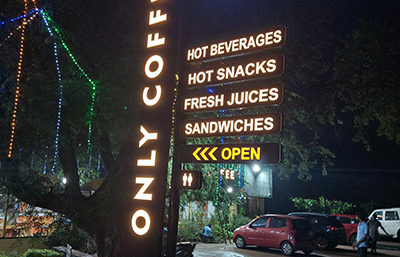 ONLY COFF
HOT BEVERAGES
HOT SNACKS
FRESH JUICES
SANDWICHES
<<< OPEN